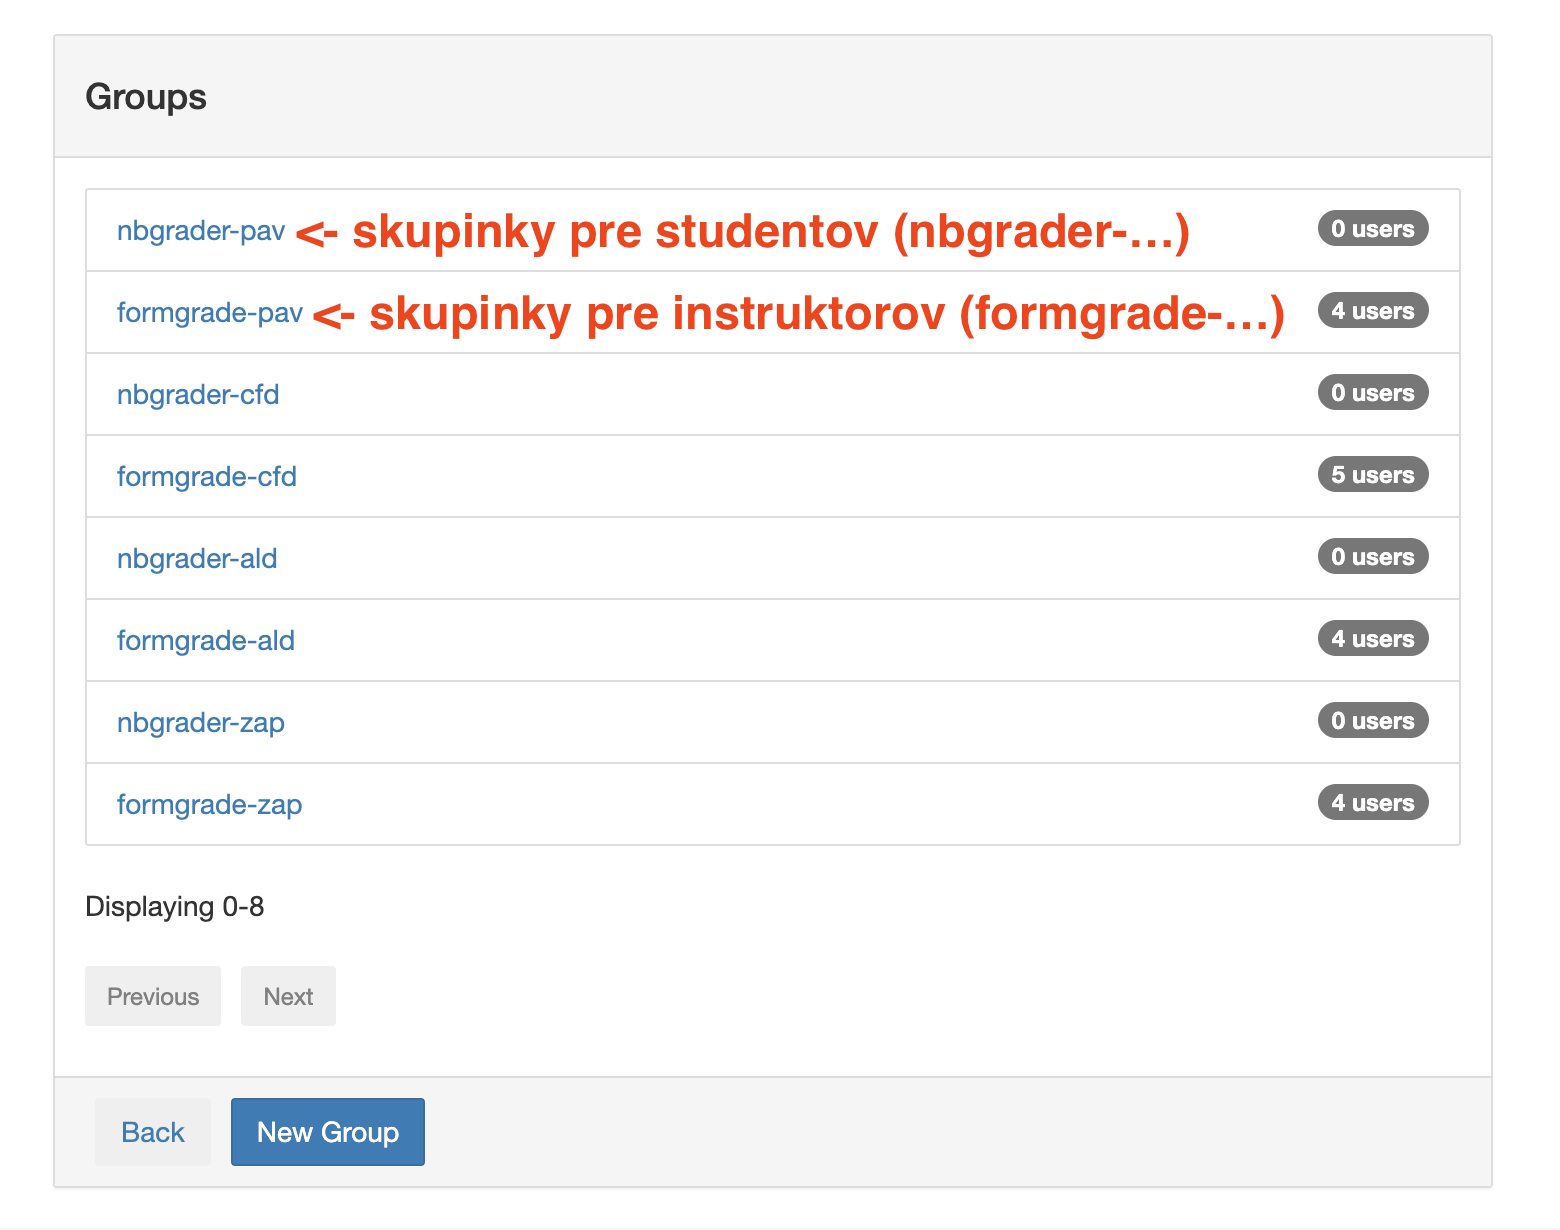 Groups
nbgrader-pav <- skupinky pre studentov (nbgrader-...) 0 users
formgrade-pav <- skupinky pre instruktorov (formgrade-...) 4 users
nbgrader-cfd 0 users
formgrade-cfd 5 users
nbgrader-ald 0 users
formgrade-ald 4 users
nbgrader-zap 0 users
formgrade-zap 4 users
Displaying 0-8
Previous Next
Back New Group